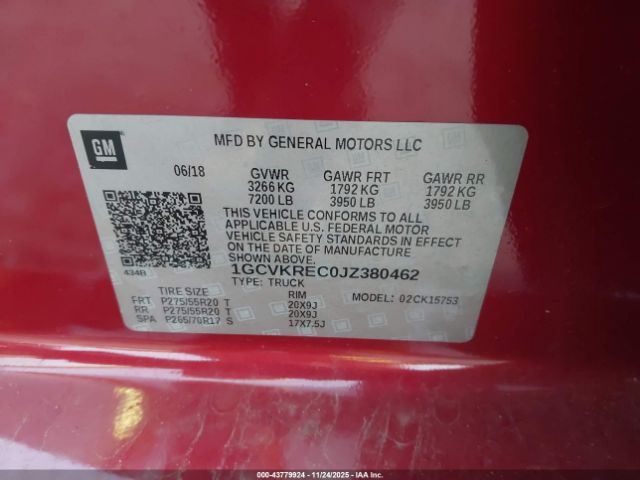 GM
MFD BY GENERAL MOTORS LLC
06/18 GVWR GAWR FRT GAWR RR
3266 KG 1792 KG 1792 KG
7200 LB 3950 LB 3950 LB
THIS VEHICLE CONFORMS TO ALL
APPLICABLE U.S. FEDERAL MOTOR
VEHICLE SAFETY STANDARDS IN EFFECT
ON THE DATE OF MANUFACTURE
SHOWN ABOVE.
434B 1GCVKREC0JZ380462
TYPE: TRUCK
TIRE SIZE RIM MODEL: 02CK15753
FRT P275/55R20 T 20X9J
RR P275/55R20 T 20X9J
SPA P265/70R17 S 17X7.5J
000-43779924 | 11/24/2025 - COPART/IAA